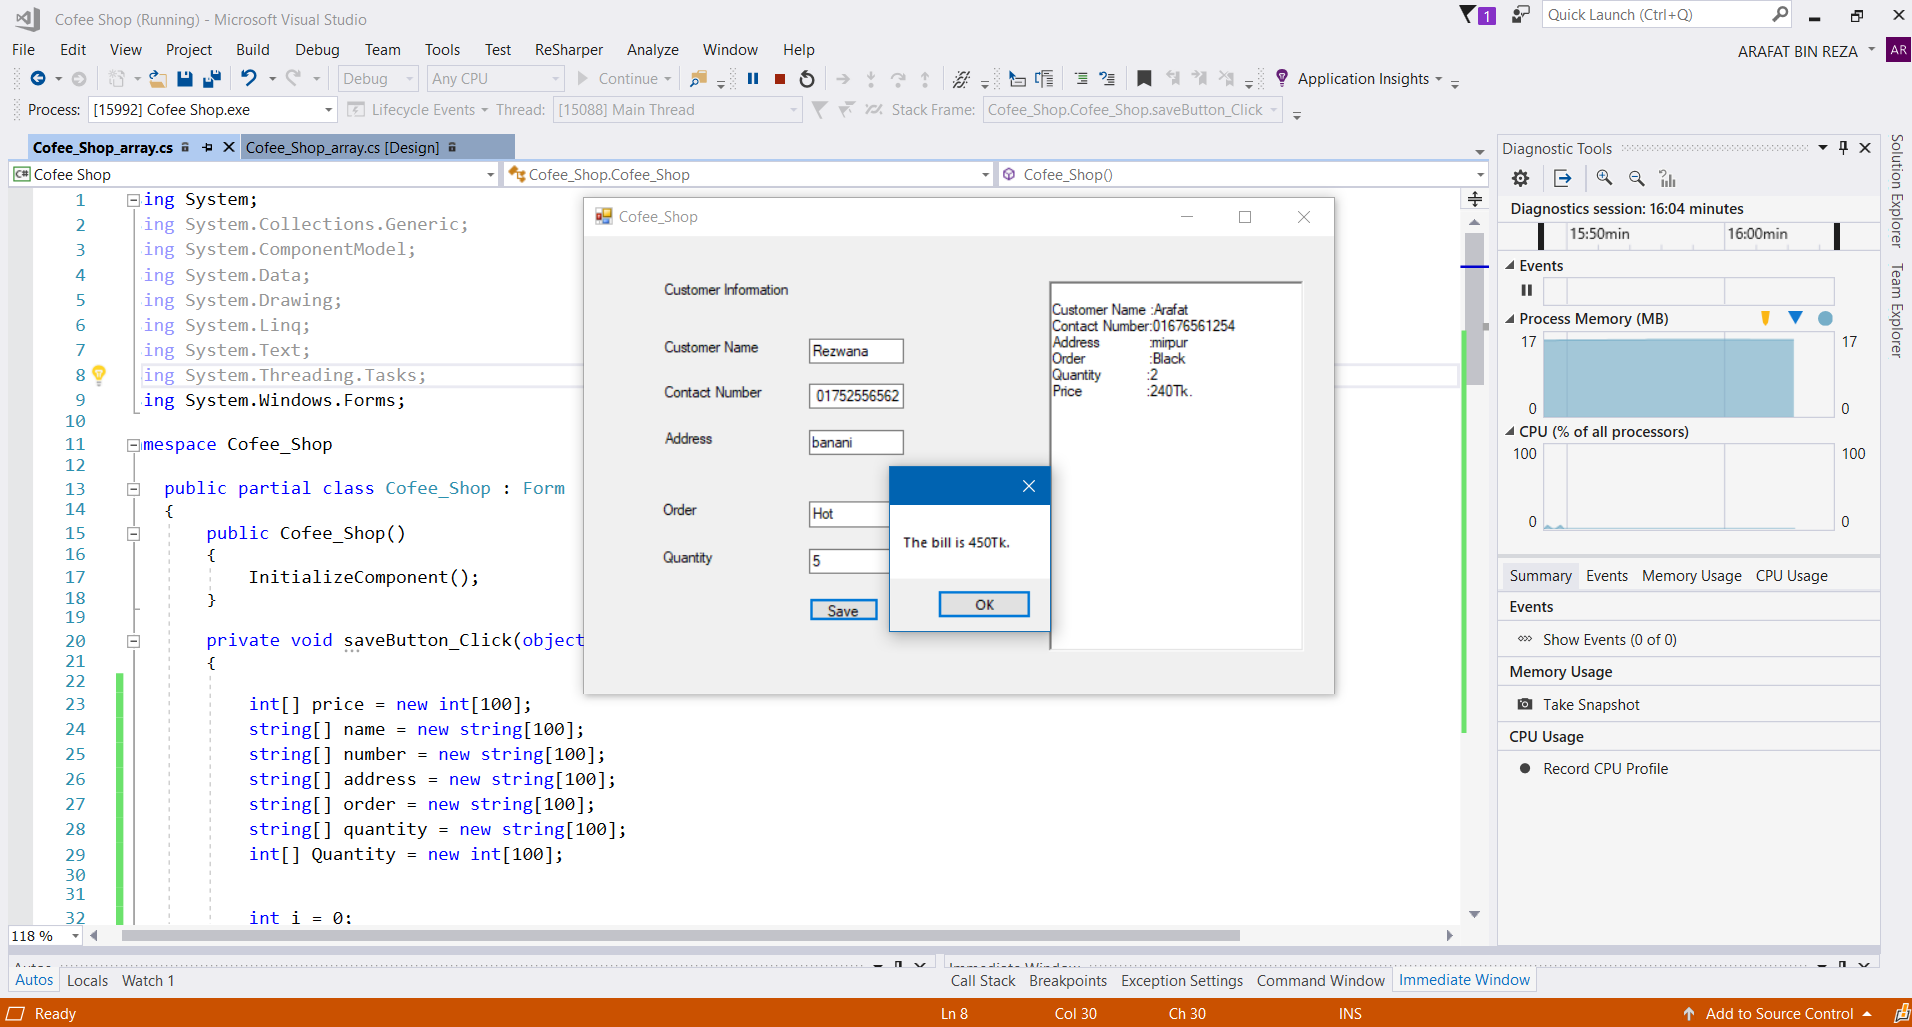 Cofee Shop (Running) - Microsoft Visual Studio
1
Quick Launch (Ctrl+Q)
File Edit View Project Build Debug Team Tools Test ReSharper Analyze Window Help
ARAFAT BIN REZA AR
Debug Any CPU Continue Application Insights
Process: [15992] Cofee Shop.exe Lifecycle Events Thread: [15088] Main Thread Stack Frame: Cofee_Shop.Cofee_Shop.saveButton_Click
Cofee_Shop_array.cs Cofee_Shop_array.cs [Design]
C# Cofee Shop Cofee_Shop.Cofee_Shop Cofee_Shop()
1 ing System;
2 ing System.Collections.Generic;
3 ing System.ComponentModel;
4 ing System.Data;
5 ing System.Drawing;
6 ing System.Linq;
7 ing System.Text;
8 ing System.Threading.Tasks;
9 ing System.Windows.Forms;
10
11 mespace Cofee_Shop
12
13 public partial class Cofee_Shop : Form
14 {
15 public Cofee_Shop()
16 {
17 InitializeComponent();
18 }
19
20 private void saveButton_Click(object
21 {
22
23 int[] price = new int[100];
24 string[] name = new string[100];
25 string[] number = new string[100];
26 string[] address = new string[100];
27 string[] order = new string[100];
28 string[] quantity = new string[100];
29 int[] Quantity = new int[100];
30
31
32 int i = 0;
118 %
Cofee_Shop
Customer Information
Customer Name Rezwana
Contact Number 01752556562
Address banani
Order Hot
Quantity 5
Save
The bill is 450Tk.
OK
Customer Name :Arafat
Contact Number:01676561254
Address :mirpur
Order :Black
Quantity :2
Price :240Tk.
Diagnostic Tools
Diagnostics session: 16:04 minutes
15:50min 16:00min
Events
Process Memory (MB)
17 17
0 0
CPU (% of all processors)
100 100
0 0
Summary Events Memory Usage CPU Usage
Events
Show Events (0 of 0)
Memory Usage
Take Snapshot
CPU Usage
Record CPU Profile
Solution Explorer
Team Explorer
Autos
Immediate Window
Autos Locals Watch 1
Call Stack Breakpoints Exception Settings Command Window Immediate Window
Ready Ln 8 Col 30 Ch 30 INS Add to Source Control